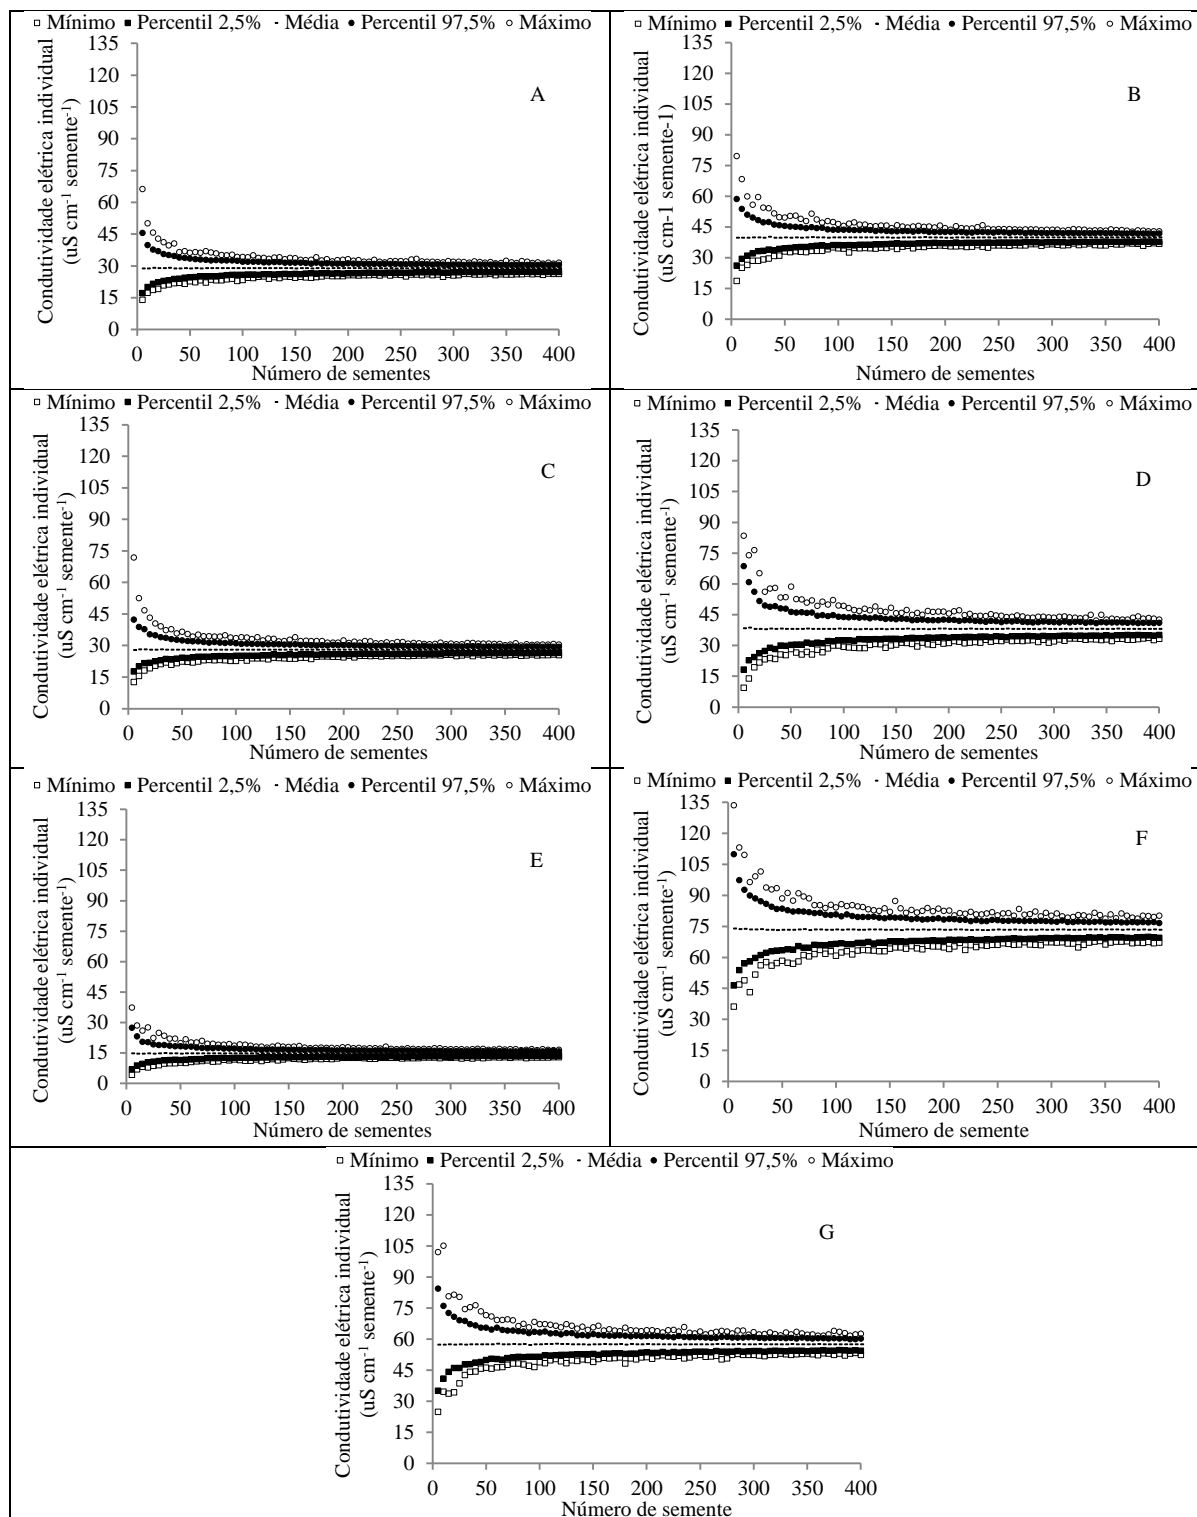 □ Mínimo ■ Percentil 2,5% - Média ● Percentil 97,5% ○ Máximo
135
120
105
90
75
60
45
30
15
0
Condutividade elétrica individual
(uS cm⁻¹ semente⁻¹)
A
0 50 100 150 200 250 300 350 400
Número de sementes
□ Mínimo ■ Percentil 2,5% - Média ● Percentil 97,5% ○ Máximo
135
120
105
90
75
60
45
30
15
0
Condutividade elétrica individual
(uS cm-1 semente-1)
B
0 50 100 150 200 250 300 350 400
Número de sementes
□ Mínimo ■ Percentil 2,5% - Média ● Percentil 97,5% ○ Máximo
135
120
105
90
75
60
45
30
15
0
Condutividade elétrica individual
(uS cm⁻¹ semente⁻¹)
C
0 50 100 150 200 250 300 350 400
Número de sementes
□ Mínimo ■ Percentil 2,5% - Média ● Percentil 97,5% ○ Máximo
135
120
105
90
75
60
45
30
15
0
Condutividade elétrica individual
(uS cm⁻¹ semente⁻¹)
D
0 50 100 150 200 250 300 350 400
Número de sementes
□ Mínimo ■ Percentil 2,5% - Média ● Percentil 97,5% ○ Máximo
135
120
105
90
75
60
45
30
15
0
Condutividade elétrica individual
(uS cm⁻¹ semente⁻¹)
E
0 50 100 150 200 250 300 350 400
Número de sementes
□ Mínimo ■ Percentil 2,5% - Média ● Percentil 97,5% ○ Máximo
135
120
105
90
75
60
45
30
15
0
Condutividade elétrica individual
(uS cm⁻¹ semente⁻¹)
F
0 50 100 150 200 250 300 350 400
Número de semente
□ Mínimo ■ Percentil 2,5% - Média ● Percentil 97,5% ○ Máximo
135
120
105
90
75
60
45
30
15
0
Condutividade elétrica individual
(uS cm⁻¹ semente⁻¹)
G
0 50 100 150 200 250 300 350 400
Número de semente